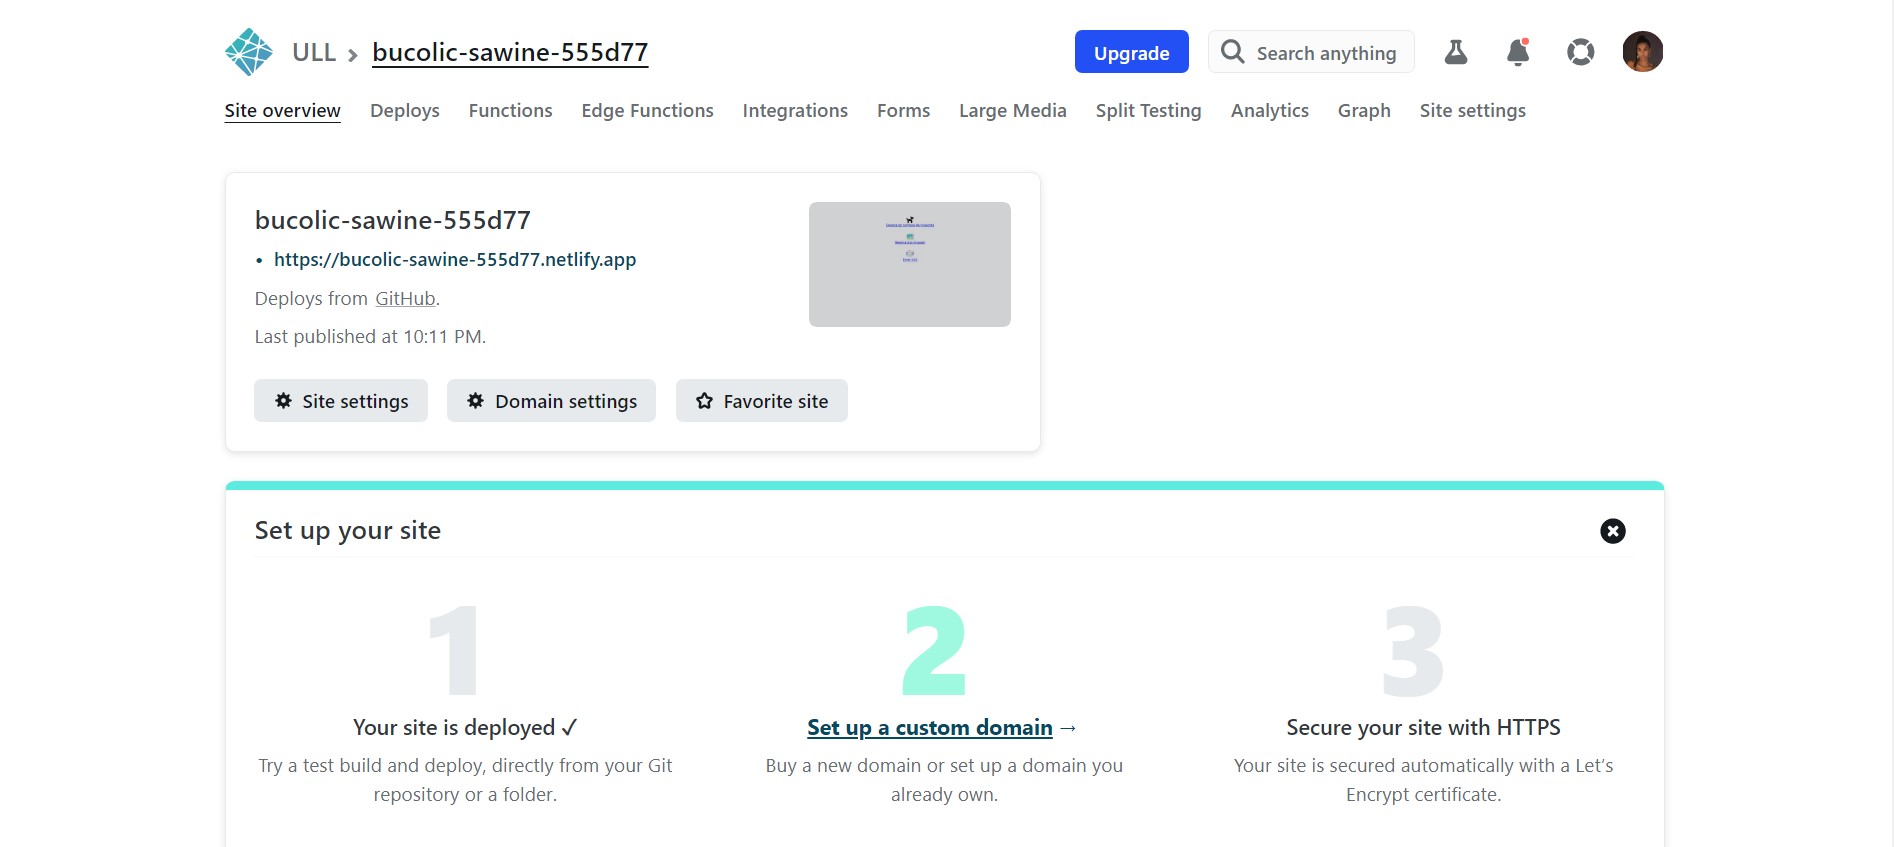 ULL > bucolic-sawine-555d77
Upgrade
Search anything
Site overview Deploys Functions Edge Functions Integrations Forms Large Media Split Testing Analytics Graph Site settings
bucolic-sawine-555d77
• https://bucolic-sawine-555d77.netlify.app
Deploys from GitHub.
Last published at 10:11 PM.
Site settings Domain settings Favorite site
Set up your site
1
Your site is deployed ✓
Try a test build and deploy, directly from your Git
repository or a folder.
2
Set up a custom domain →
Buy a new domain or set up a domain you
already own.
3
Secure your site with HTTPS
Your site is secured automatically with a Let’s
Encrypt certificate.